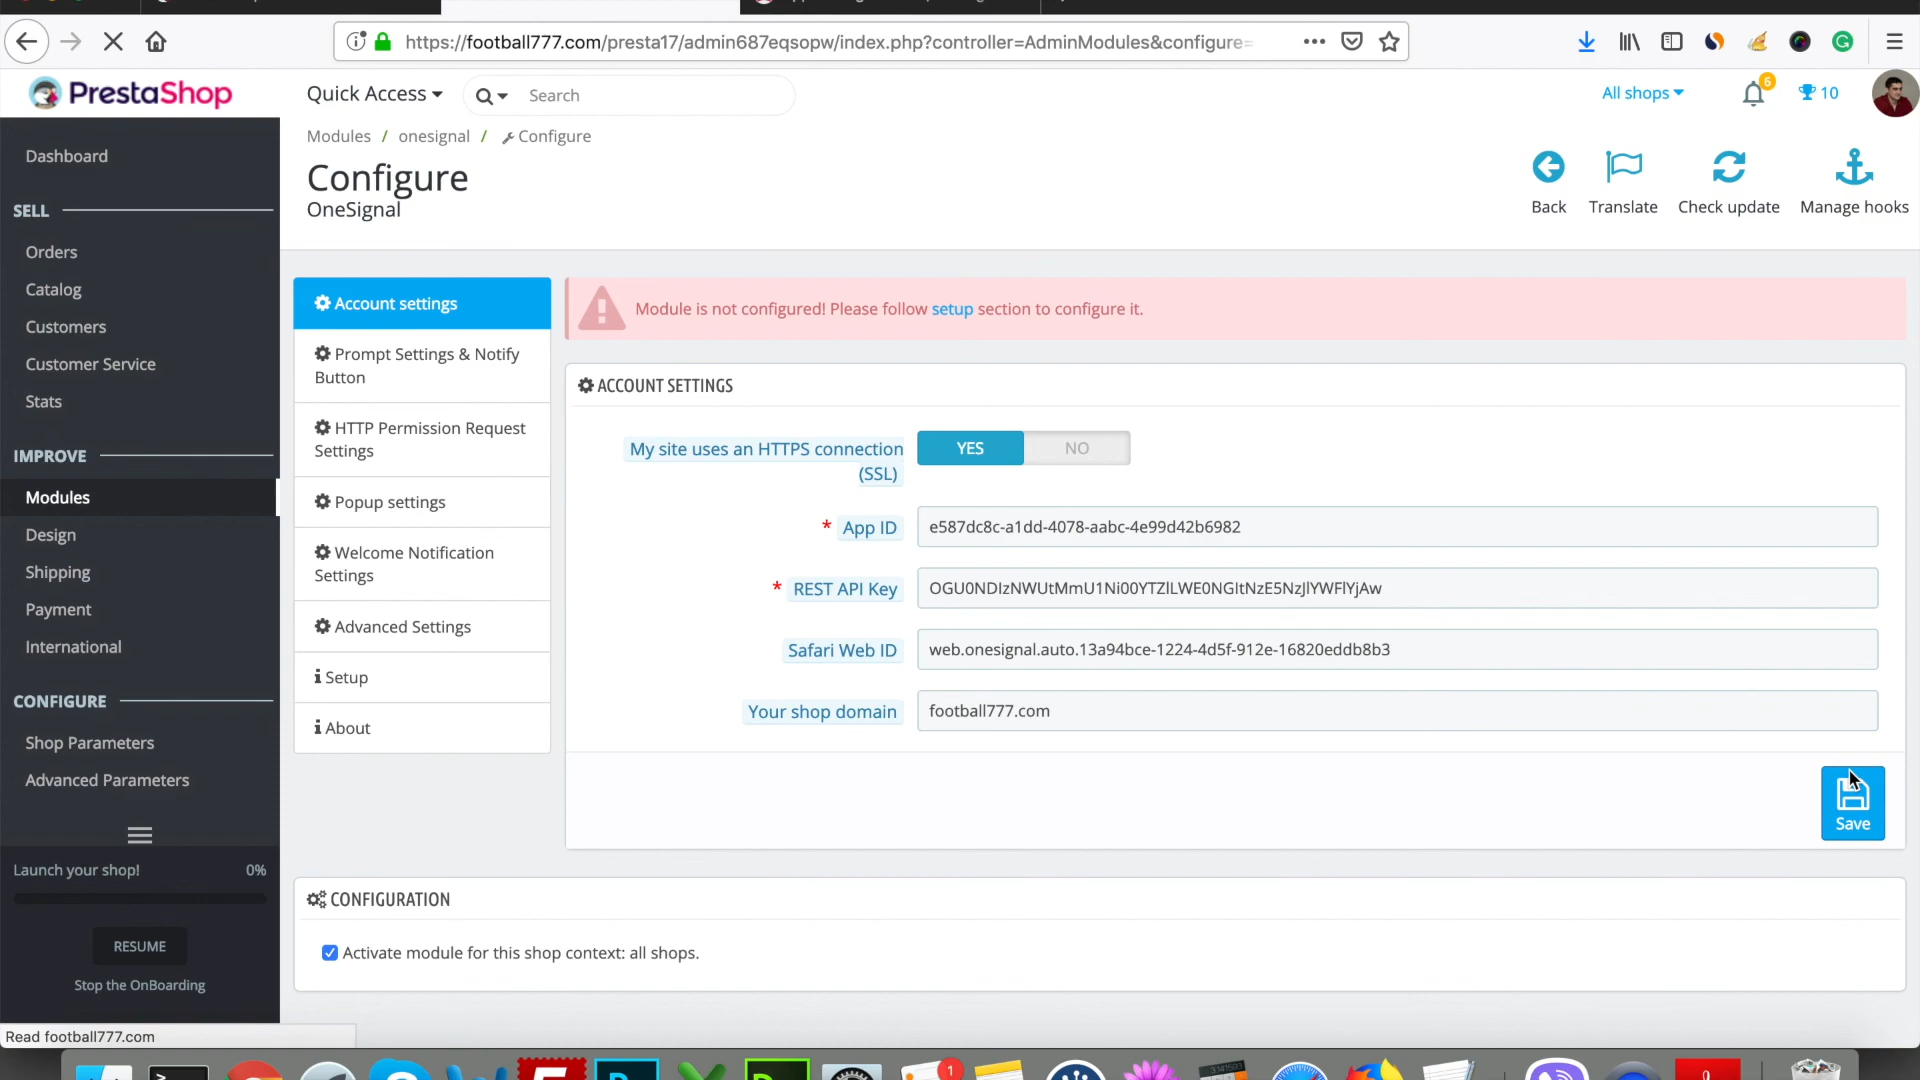 https://football777.com/presta17/admin687eqsopw/index.php?controller=AdminModules&configure=
PrestaShop
Quick Access
Search
All shops
6
10
Modules / onesignal / Configure
Configure
OneSignal
Back
Translate
Check update
Manage hooks
Dashboard
SELL
Orders
Catalog
Customers
Customer Service
Stats
IMPROVE
Modules
Design
Shipping
Payment
International
CONFIGURE
Shop Parameters
Advanced Parameters
Launch your shop! 0%
RESUME
Stop the OnBoarding
Account settings
Prompt Settings & Notify
Button
HTTP Permission Request
Settings
Popup settings
Welcome Notification
Settings
Advanced Settings
Setup
About
Module is not configured! Please follow setup section to configure it.
ACCOUNT SETTINGS
My site uses an HTTPS connection
(SSL)
YES NO
* App ID e587dc8c-a1dd-4078-aabc-4e99d42b6982
* REST API Key
Safari Web ID web.onesignal.auto.13a94bce-1224-4d5f-912e-16820eddb8b3
Your shop domain football777.com
Save
CONFIGURATION
Activate module for this shop context: all shops.
Read football777.com
1